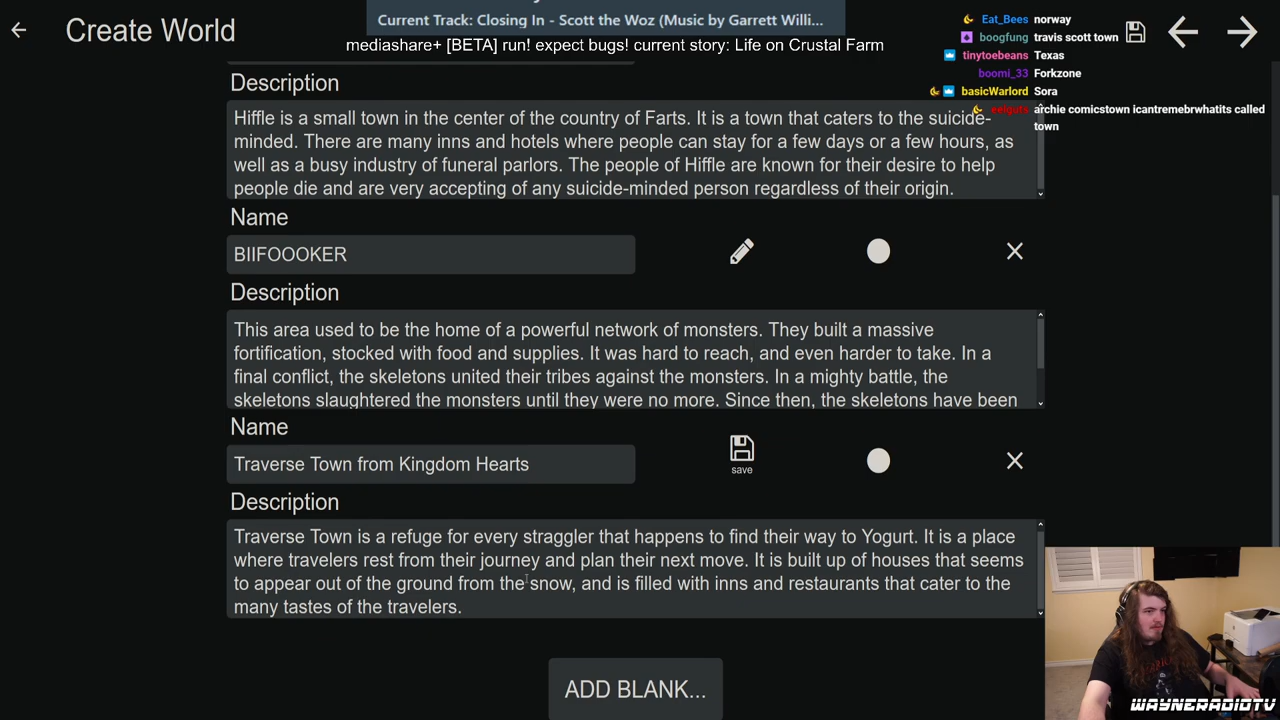 Create World
Current Track: Closing In - Scott the Woz (Music by Garrett Willi...
mediashare+ [BETA] run! expect bugs! current story: Life on Crustal Farm
Eat_Bees norway
boogfung travis scott town
tinytoebeans Texas
boomi_33 Forkzone
basicWarlord Sora
archie comicstown icantremebrwhatits called
town
Description
Hiffle is a small town in the center of the country of Farts. It is a town that caters to the suicide-
minded. There are many inns and hotels where people can stay for a few days or a few hours, as
well as a busy industry of funeral parlors. The people of Hiffle are known for their desire to help
people die and are very accepting of any suicide-minded person regardless of their origin.
Name
BIIFOOOKER
Description
This area used to be the home of a powerful network of monsters. They built a massive
fortification, stocked with food and supplies. It was hard to reach, and even harder to take. In a
final conflict, the skeletons united their tribes against the monsters. In a mighty battle, the
skeletons slaughtered the monsters until they were no more. Since then, the skeletons have been
Name
Traverse Town from Kingdom Hearts
save
Description
Traverse Town is a refuge for every straggler that happens to find their way to Yogurt. It is a place
where travelers rest from their journey and plan their next move. It is built up of houses that seems
to appear out of the ground from the snow, and is filled with inns and restaurants that cater to the
many tastes of the travelers.
ADD BLANK...
WAYNERADIOTV